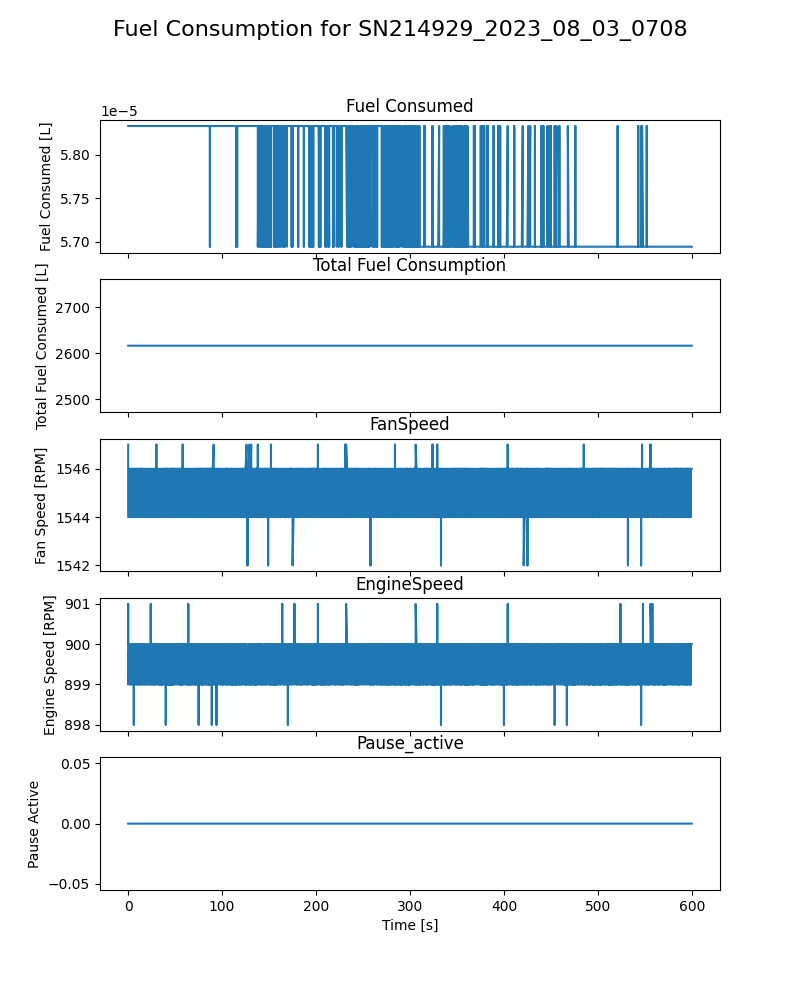 Fuel Consumption for SN214929_2023_08_03_0708
1e−5
Fuel Consumed
Fuel Consumed [L]
5.80
5.75
5.70
Total Fuel Consumption
Total Fuel Consumed [L]
2700
2600
2500
FanSpeed
Fan Speed [RPM]
1546
1544
1542
EngineSpeed
Engine Speed [RPM]
901
900
899
898
Pause_active
Pause Active
0.05
0.00
−0.05
0 100 200 300 400 500 600
Time [s]